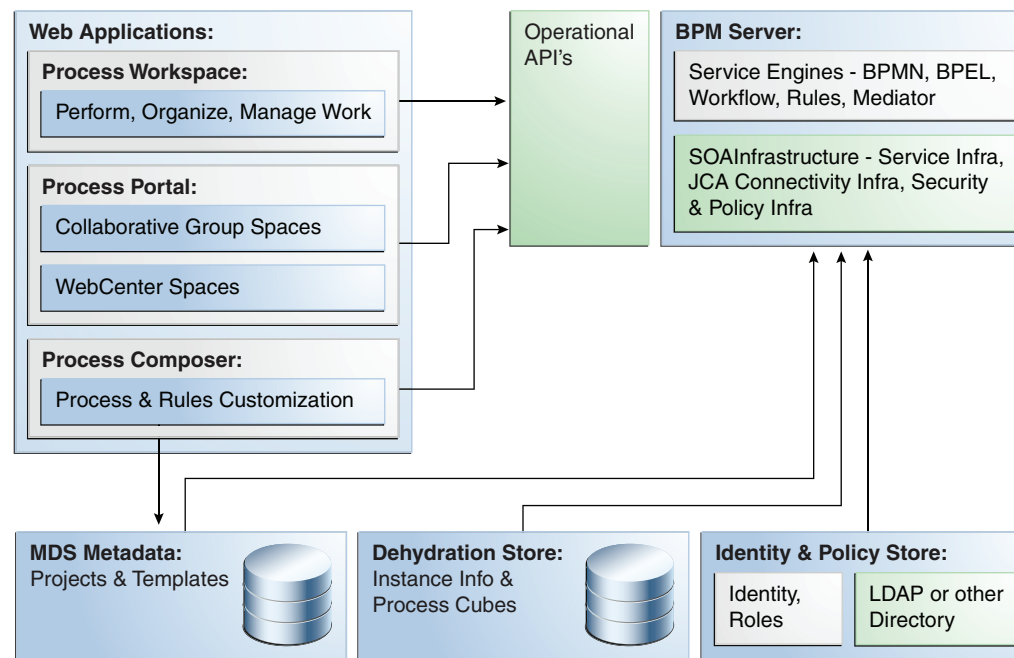 Web Applications:
Process Workspace:
Perform, Organize, Manage Work
Process Portal:
Collaborative Group Spaces
WebCenter Spaces
Process Composer:
Process & Rules Customization
Operational
API's
BPM Server:
Service Engines - BPMN, BPEL,
Workflow, Rules, Mediator
SOAInfrastructure - Service Infra,
JCA Connectivity Infra, Security
& Policy Infra
MDS Metadata:
Projects & Templates
Dehydration Store:
Instance Info &
Process Cubes
Identity & Policy Store:
Identity,
Roles
LDAP or other
Directory